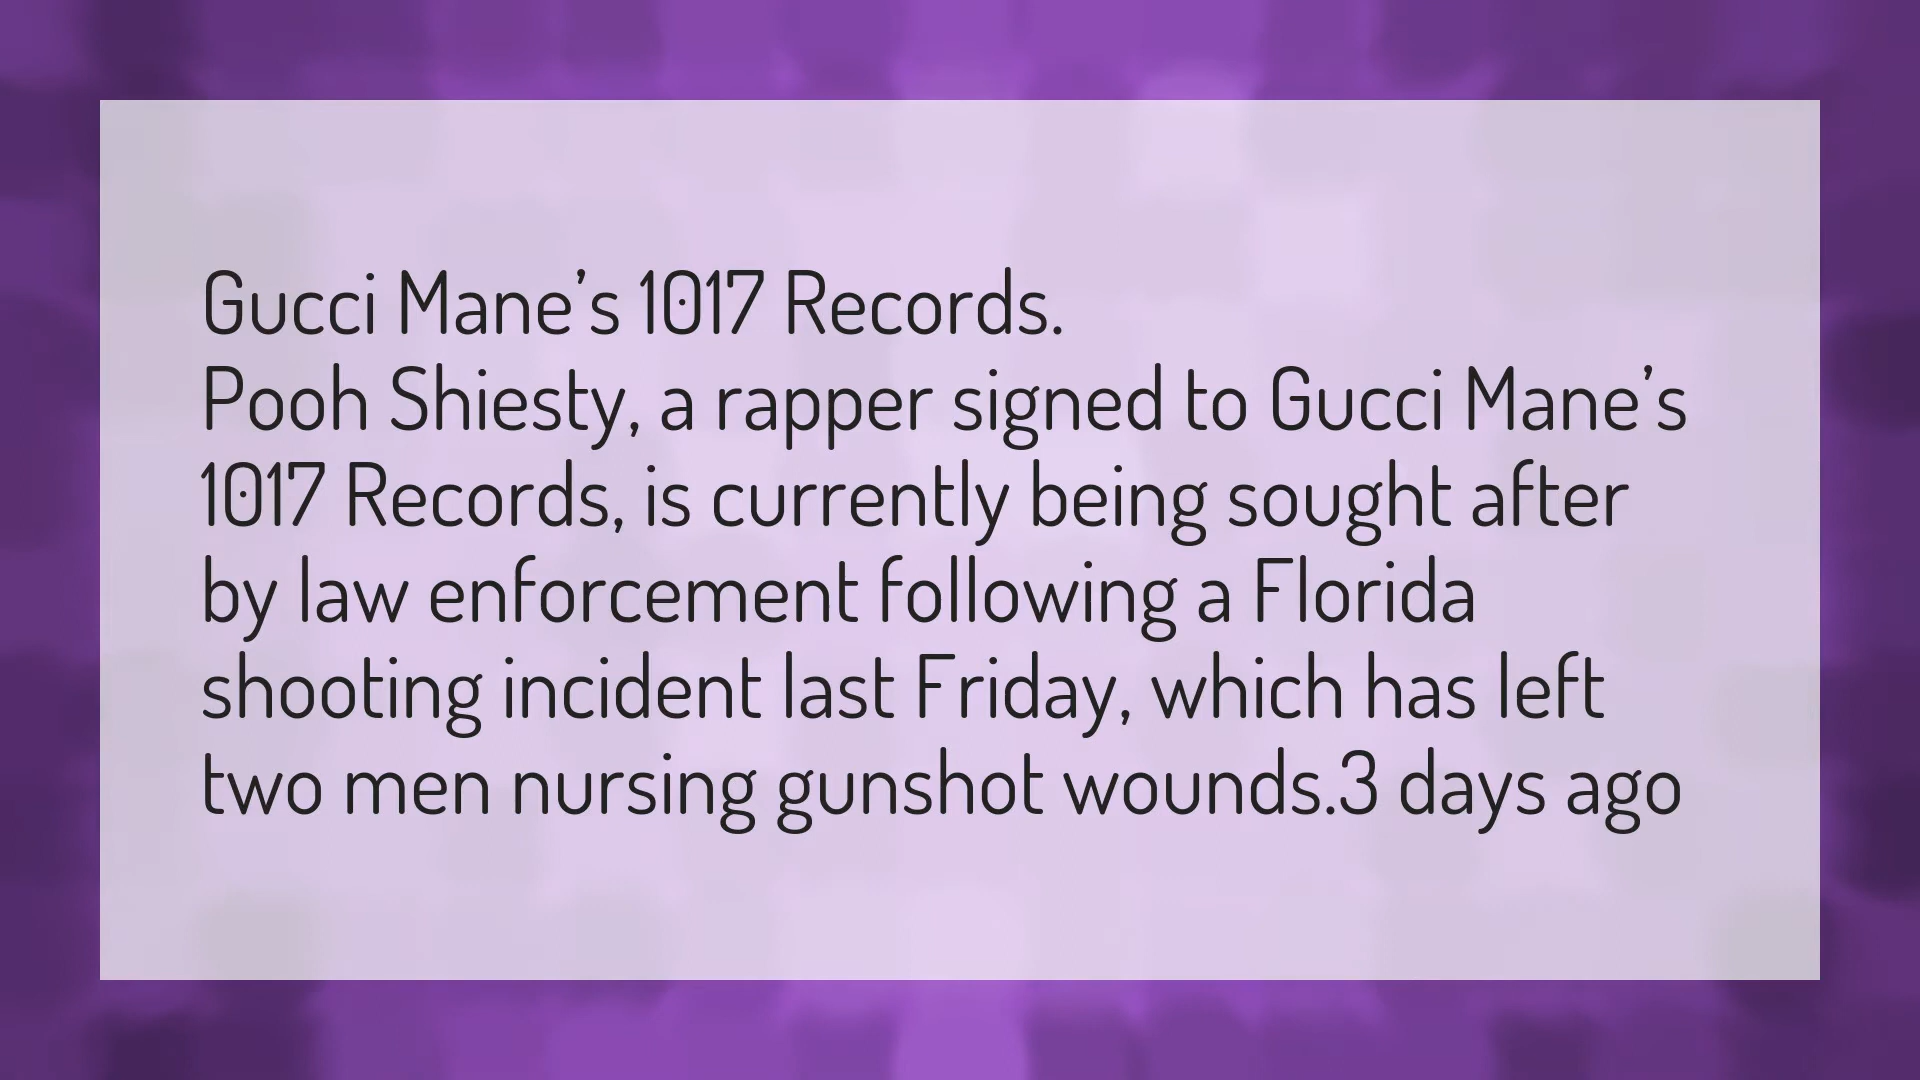 Gucci Mane’s 1017 Records.
Pooh Shiesty, a rapper signed to Gucci Mane’s
1017 Records, is currently being sought after
by law enforcement following a Florida
shooting incident last Friday, which has left
two men nursing gunshot wounds.3 days ago